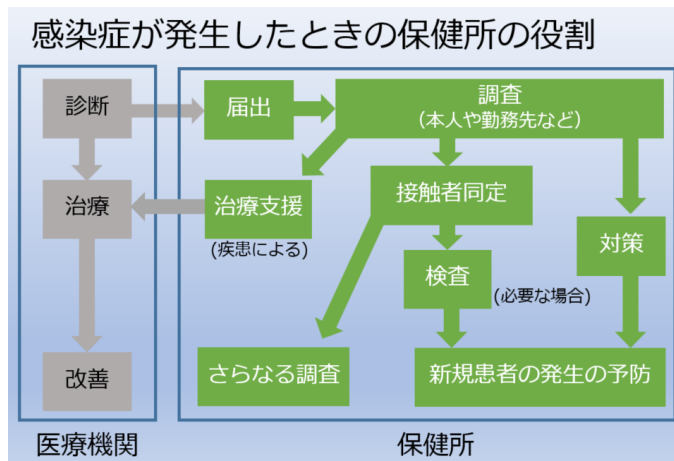 感染症が発生したときの保健所の役割
診断
届出
調査
(本人や勤務先など)
治療
治療支援
(疾患による)
接触者同定
対策
検査
(必要な場合)
改善
さらなる調査
新規患者の発生の予防
医療機関
保健所